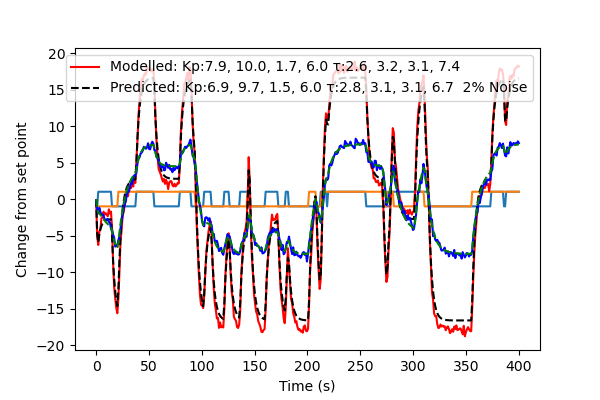 Modelled: Kp:7.9, 10.0, 1.7, 6.0 τ:2.6, 3.2, 3.1, 7.4
Predicted: Kp:6.9, 9.7, 1.5, 6.0 τ:2.8, 3.1, 3.1, 6.7  2% Noise
20
15
10
5
0
−5
−10
−15
−20
Change from set point
0 50 100 150 200 250 300 350 400
Time (s)